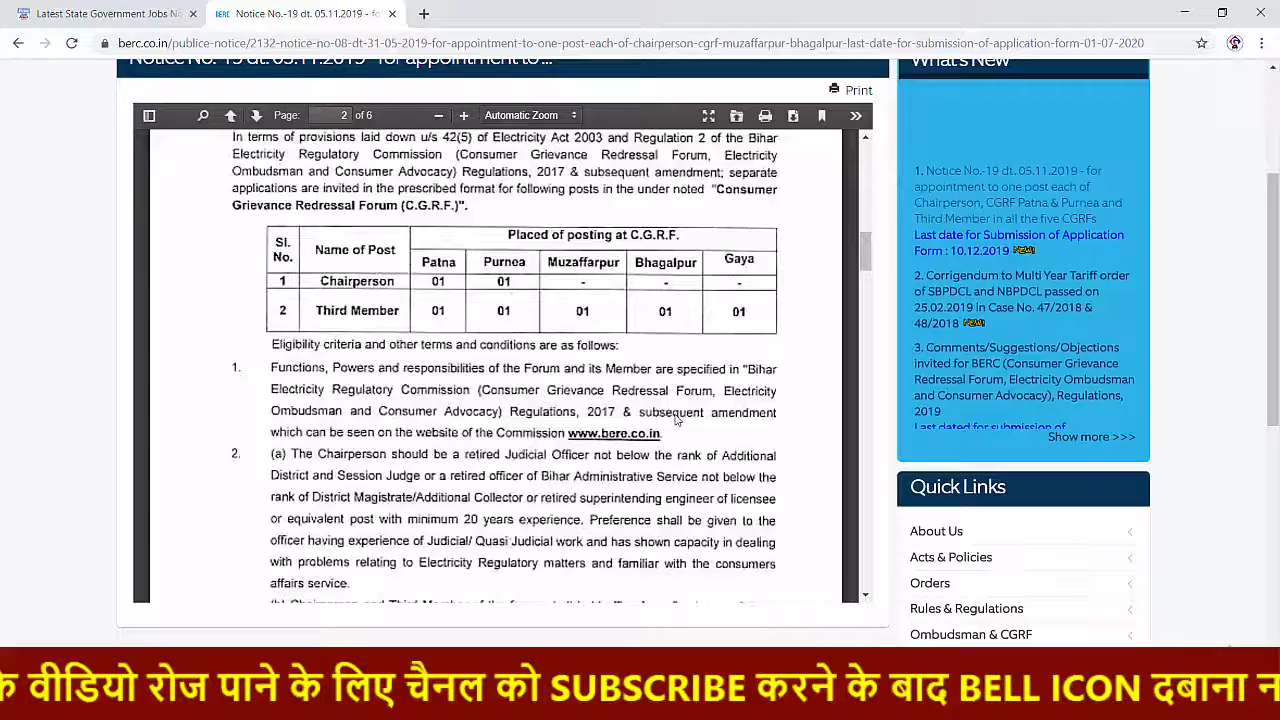 Latest State Government Jobs No
BERC Notice No.-19 dt. 05.11.2019 - fo
berc.co.in/publice-notice/2132-notice-no-08-dt-31-05-2019-for-appointment-to-one-post-each-of-chairperson-cgrf-muzaffarpur-bhagalpur-last-date-for-submission-of-application-form-01-07-2020
Notice No.-19 dt. 05.11.2019 - for appointment to ...
Print
Page: 2 of 6
Automatic Zoom
In terms of provisions laid down u/s 42(5) of Electricity Act 2003 and Regulation 2 of the Bihar
Electricity Regulatory Commission (Consumer Grievance Redressal Forum, Electricity
Ombudsman and Consumer Advocacy) Regulations, 2017 & subsequent amendment; separate
applications are invited in the prescribed format for following posts in the under noted "Consumer
Grievance Redressal Forum (C.G.R.F.)".
Sl. No. Name of Post Placed of posting at C.G.R.F.
Patna Purnea Muzaffarpur Bhagalpur Gaya
1 Chairperson 01 01 - - -
2 Third Member 01 01 01 01 01
Eligibility criteria and other terms and conditions are as follows:
1. Functions, Powers and responsibilities of the Forum and its Member are specified in "Bihar
Electricity Regulatory Commission (Consumer Grievance Redressal Forum, Electricity
Ombudsman and Consumer Advocacy) Regulations, 2017 & subsequent amendment
which can be seen on the website of the Commission www.bere.co.in.
2. (a) The Chairperson should be a retired Judicial Officer not below the rank of Additional
District and Session Judge or a retired officer of Bihar Administrative Service not below the
rank of District Magistrate/Additional Collector or retired superintending engineer of licensee
or equivalent post with minimum 20 years experience. Preference shall be given to the
officer having experience of Judicial/ Quasi Judicial work and has shown capacity in dealing
with problems relating to Electricity Regulatory matters and familiar with the consumers
affairs service.
What's New
1. Notice No.-19 dt. 05.11.2019 - for
appointment to one post each of
Chairperson, CGRF Patna & Purnea and
Third Member in all the five CGRFs
Last date for Submission of Application
Form : 10.12.2019 NEW!
2. Corrigendum to Multi Year Tariff order
of SBPDCL and NBPDCL passed on
25.02.2019 in Case No. 47/2018 &
48/2018 NEW!
3. Comments/Suggestions/Objections
invited for BERC (Consumer Grievance
Redressal Forum, Electricity Ombudsman
and Consumer Advocacy), Regulations,
2019
Last dated for submission of
Show more >>>
Quick Links
About Us
Acts & Policies
Orders
Rules & Regulations
Ombudsman & CGRF
के वीडियो रोज पाने के लिए चैनल को SUBSCRIBE करने के बाद BELL ICON दबाना न